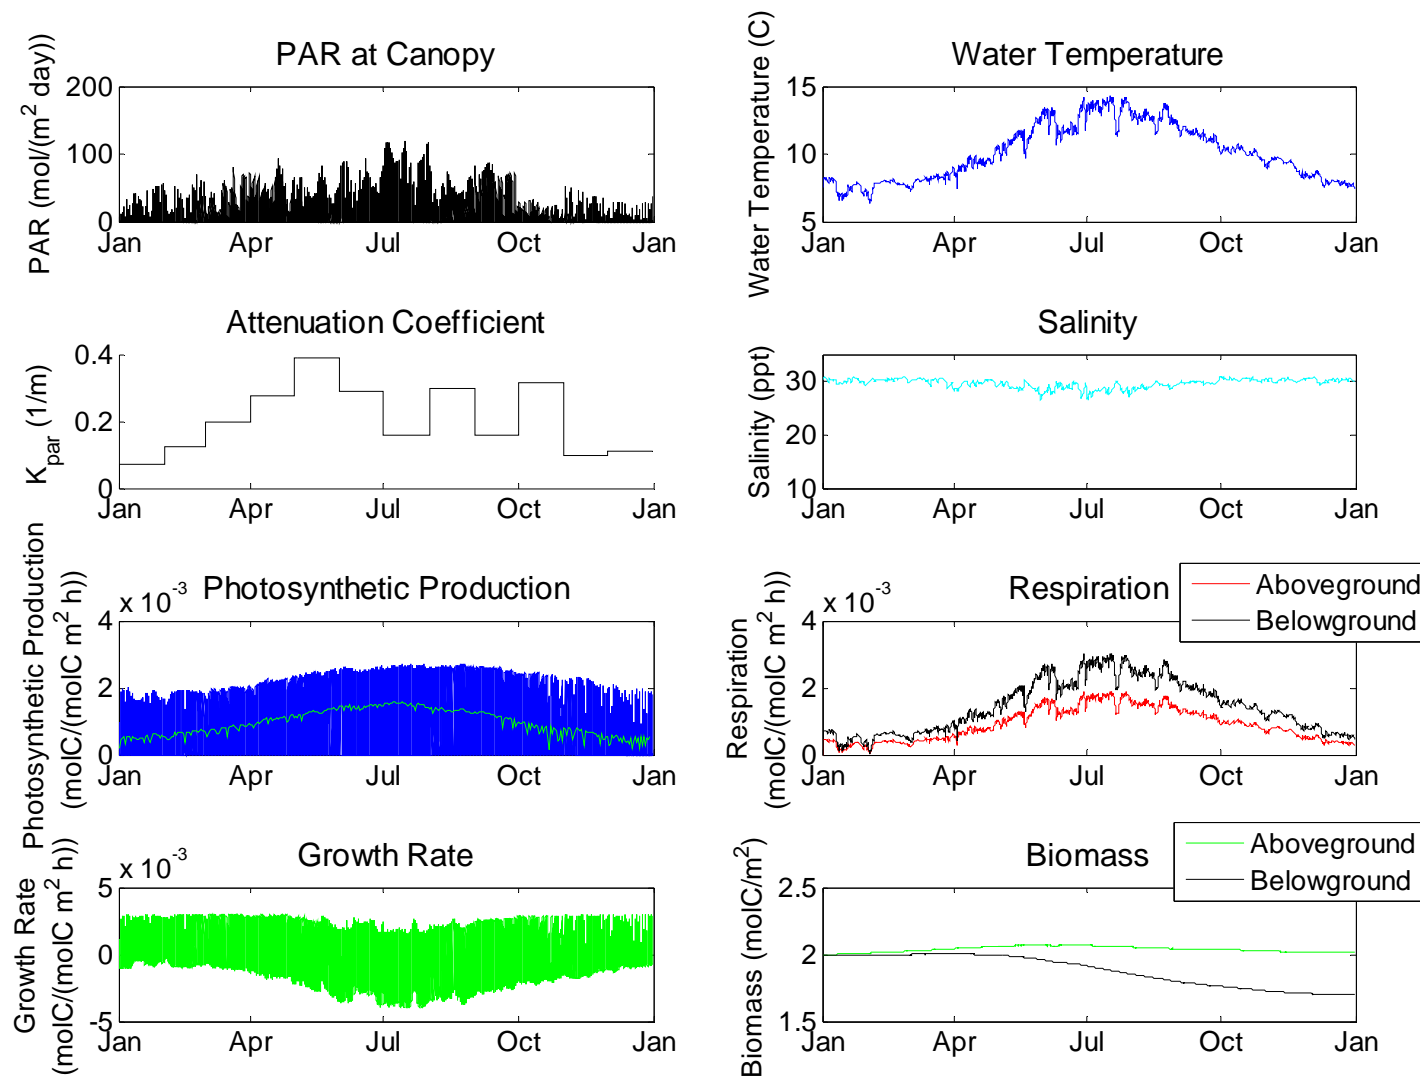 PAR at Canopy
PAR (mol/(m² day))
200
100
0
Jan Apr Jul Oct Jan
Water Temperature
Water Temperature (C)
15
10
5
Jan Apr Jul Oct Jan
Attenuation Coefficient
K_par (1/m)
0.4
0.2
0
Jan Apr Jul Oct Jan
Salinity
Salinity (ppt)
30
20
10
Jan Apr Jul Oct Jan
Photosynthetic Production
x 10⁻³
Photosynthetic Production
(molC/(molC m² h))
4
2
0
Jan Apr Jul Oct Jan
Respiration
x 10⁻³
Respiration
(molC/(molC m² h))
4
2
0
Jan Apr Jul Oct Jan
Aboveground
Belowground
Growth Rate
x 10⁻³
Growth Rate
(molC/(molC m² h))
5
0
-5
Jan Apr Jul Oct Jan
Biomass
Biomass (molC/m²)
2.5
2
1.5
Jan Apr Jul Oct Jan
Aboveground
Belowground